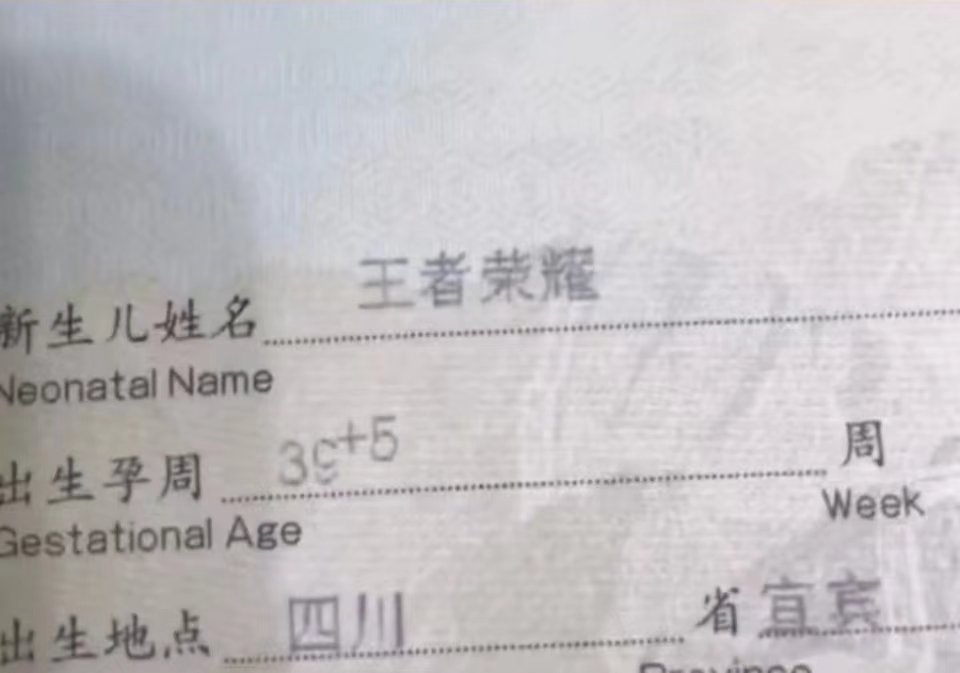 王者荣耀
新生儿姓名
Neonatal Name
39+5
出生孕周 周
Gestational Age Week
出生地点 四川 省 宜宾
Province